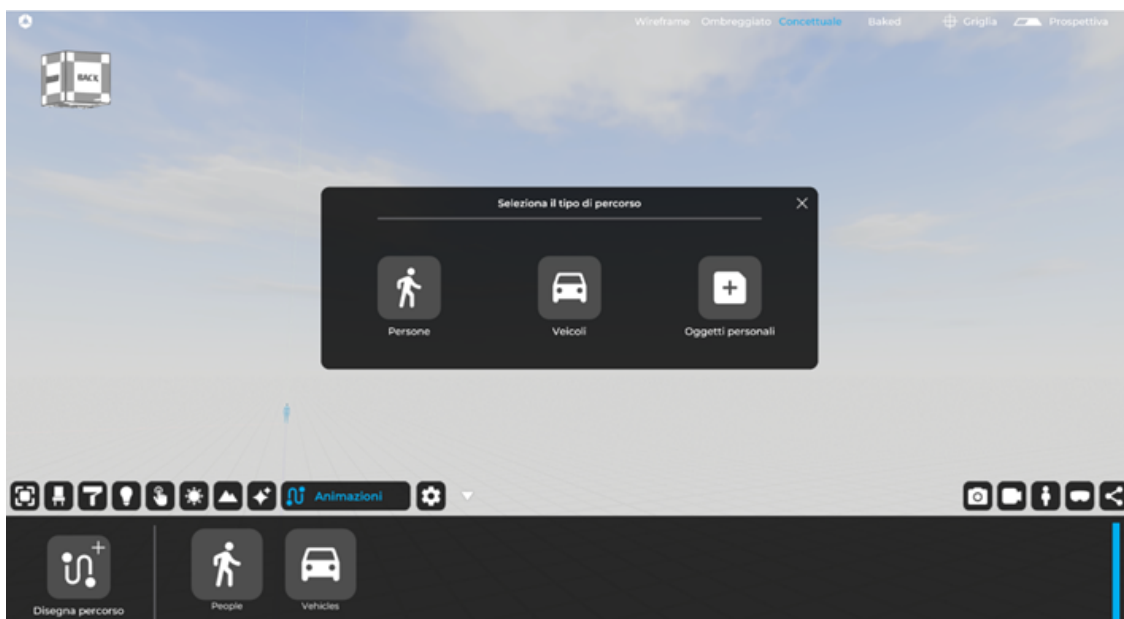 Wireframe Ombreggiato Concettuale Baked Griglia Prospettiva
BACK
Seleziona il tipo di percorso
Persone Veicoli Oggetti personali
Animazioni
Disegna percorso People Vehicles